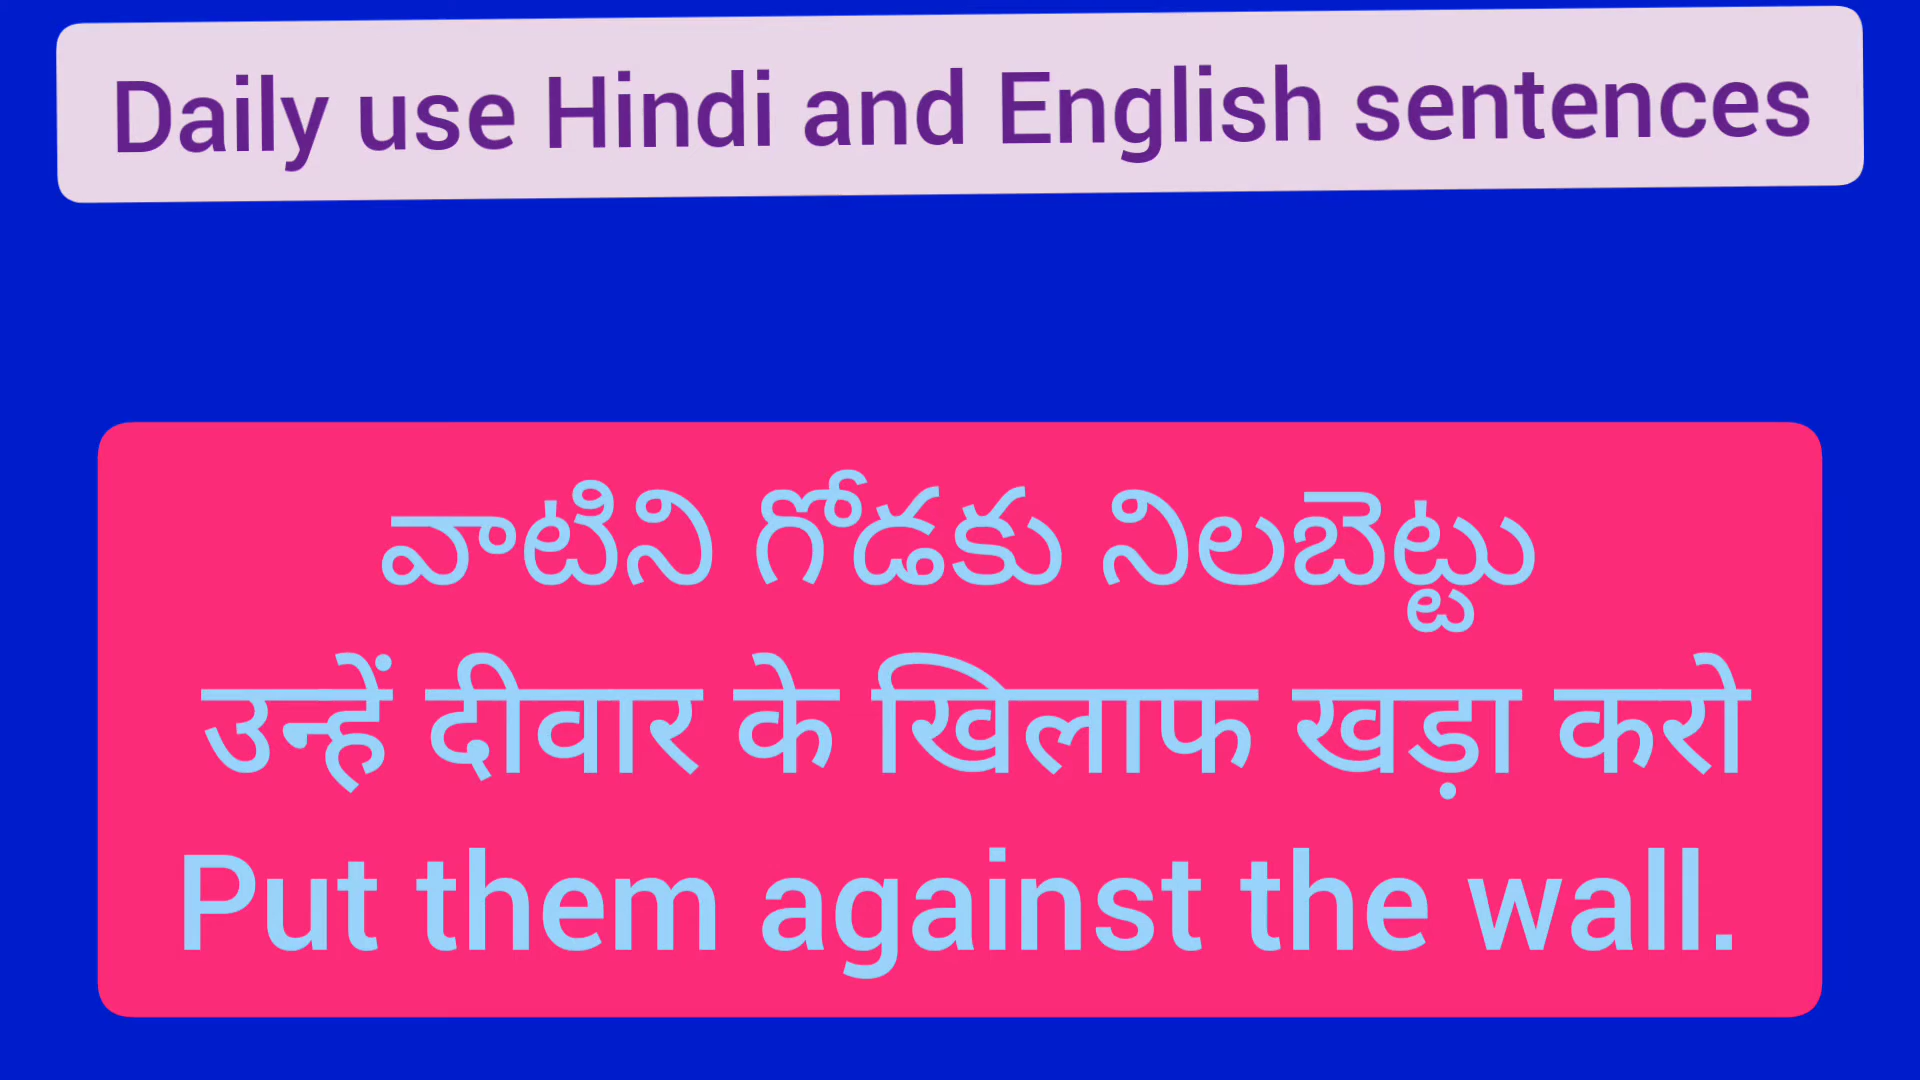 Daily use Hindi and English sentences
వాటిని గోడకు నిలబెట్టు
उन्हें दीवार के खिलाफ खड़ा करो
Put them against the wall.